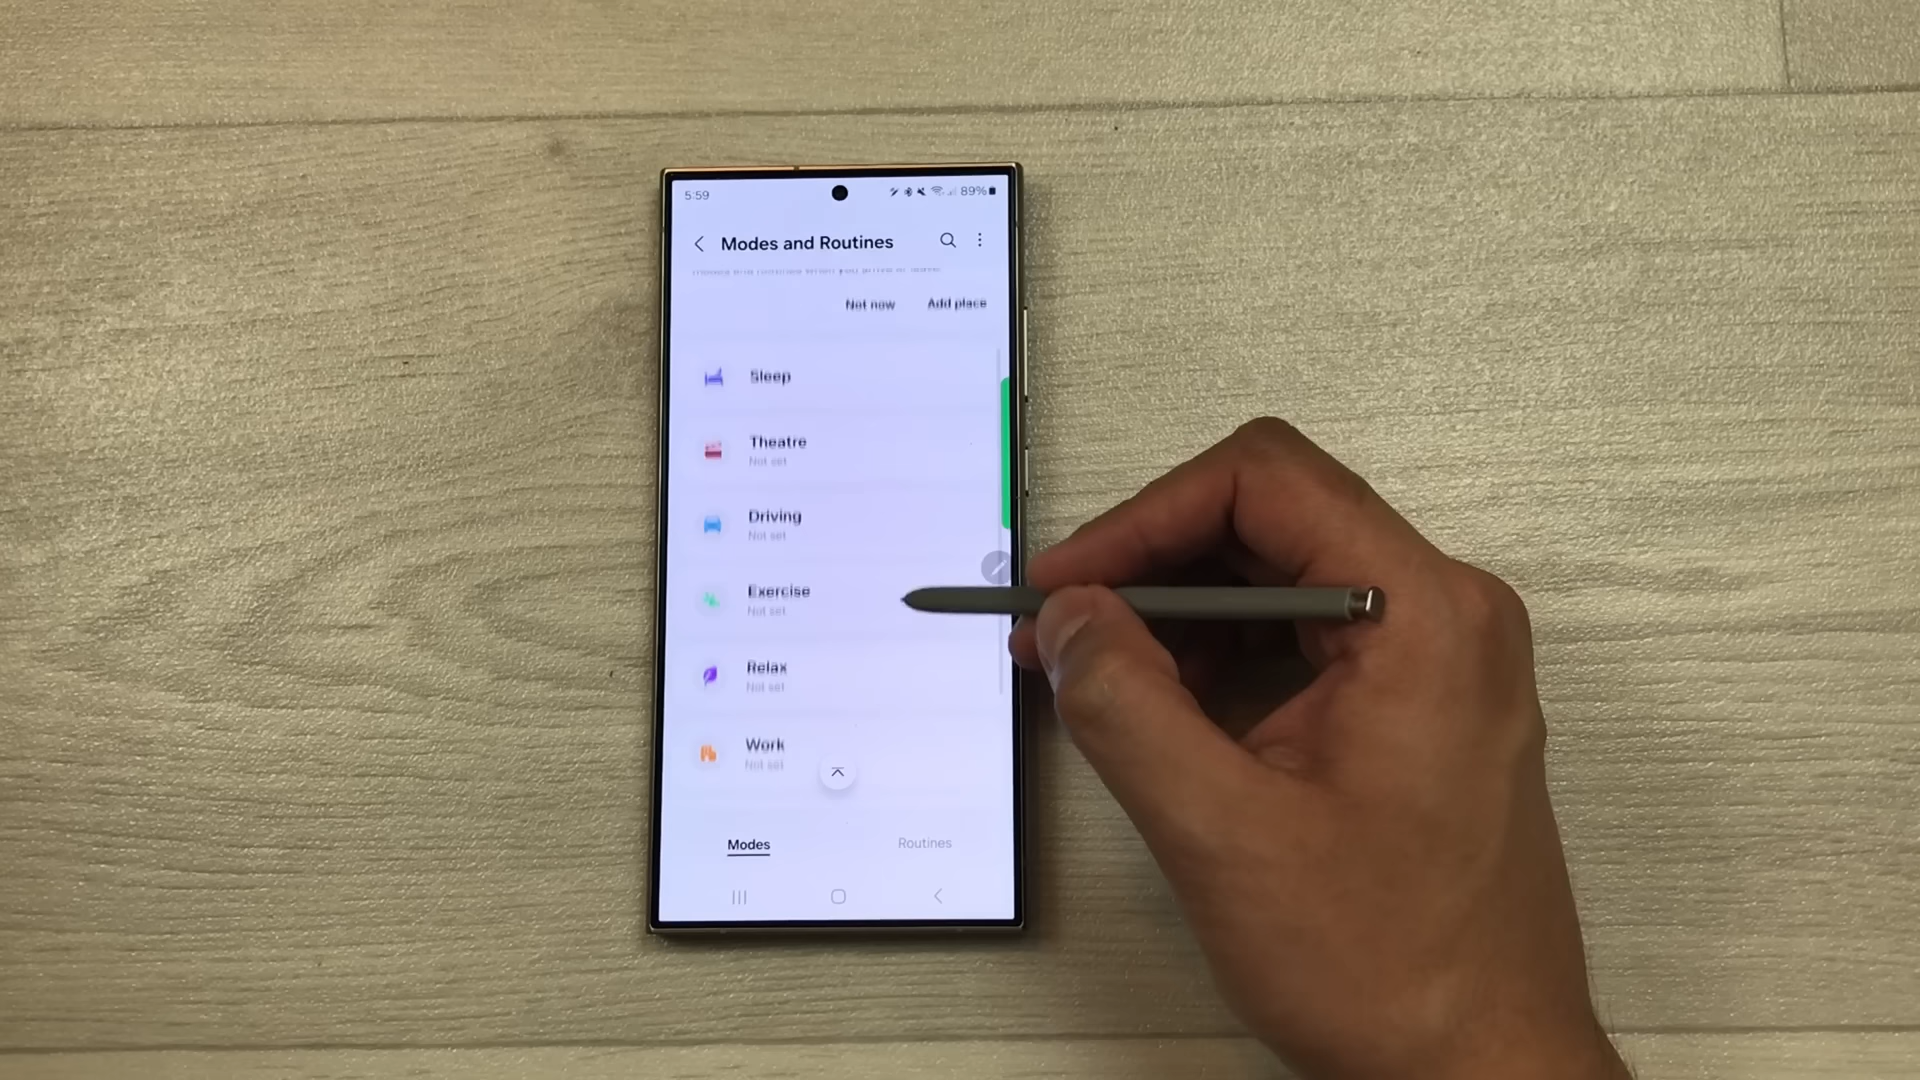 5:59 89%
Modes and Routines
Not now Add place
Sleep
Theatre
Not set
Driving
Not set
Exercise
Not set
Relax
Not set
Work
Not set
Modes Routines